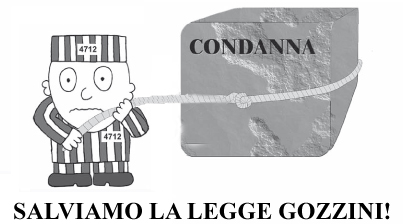 4712
CONDANNA
4712
SALVIAMO LA LEGGE GOZZINI!